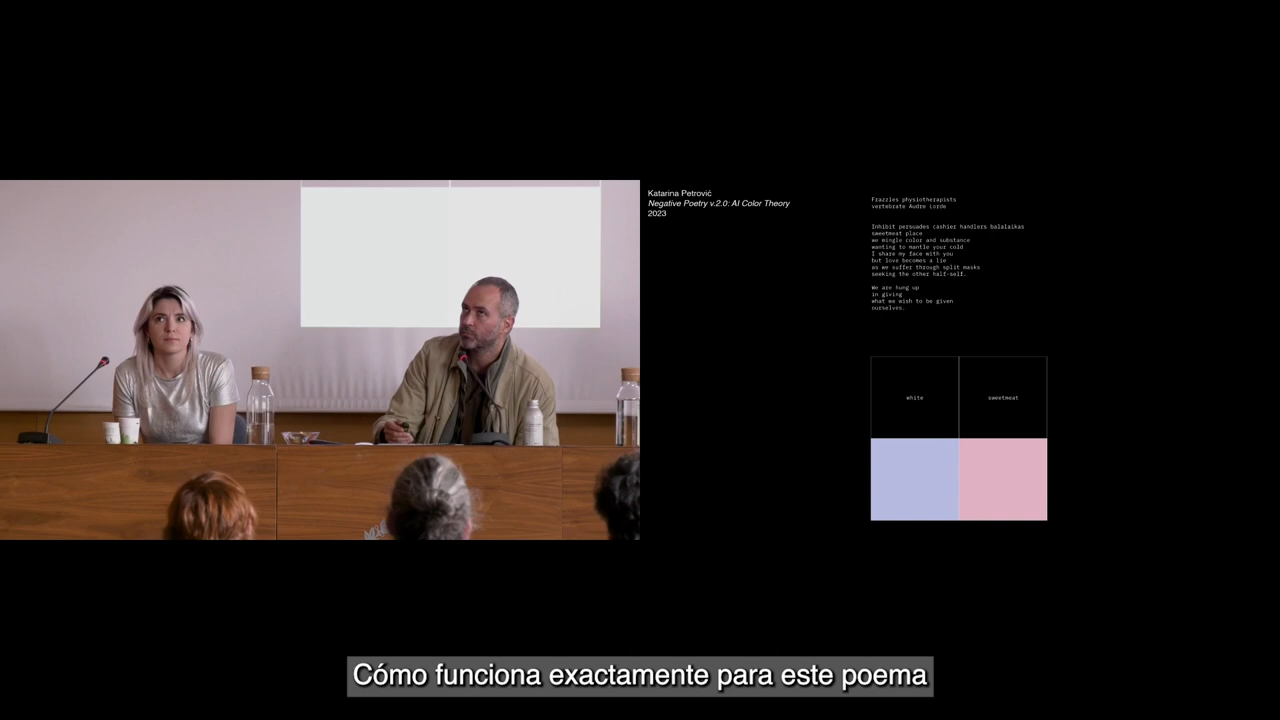 Katarina Petrović
Negative Poetry v.2.0: AI Color Theory
2023
Frazzles physiotherapists
vertebrate Audre Lorde
Inhibit persuades cashier handlers balalaikas
sweetmeat place
we mingle color and substance
wanting to mantle your cold
I share my face with you
but love becomes a lie
as we suffer through split masks
seeking the other half-self.
We are hung up
in giving
what we wish to be given
ourselves.
white
sweetmeat
Cómo funciona exactamente para este poema